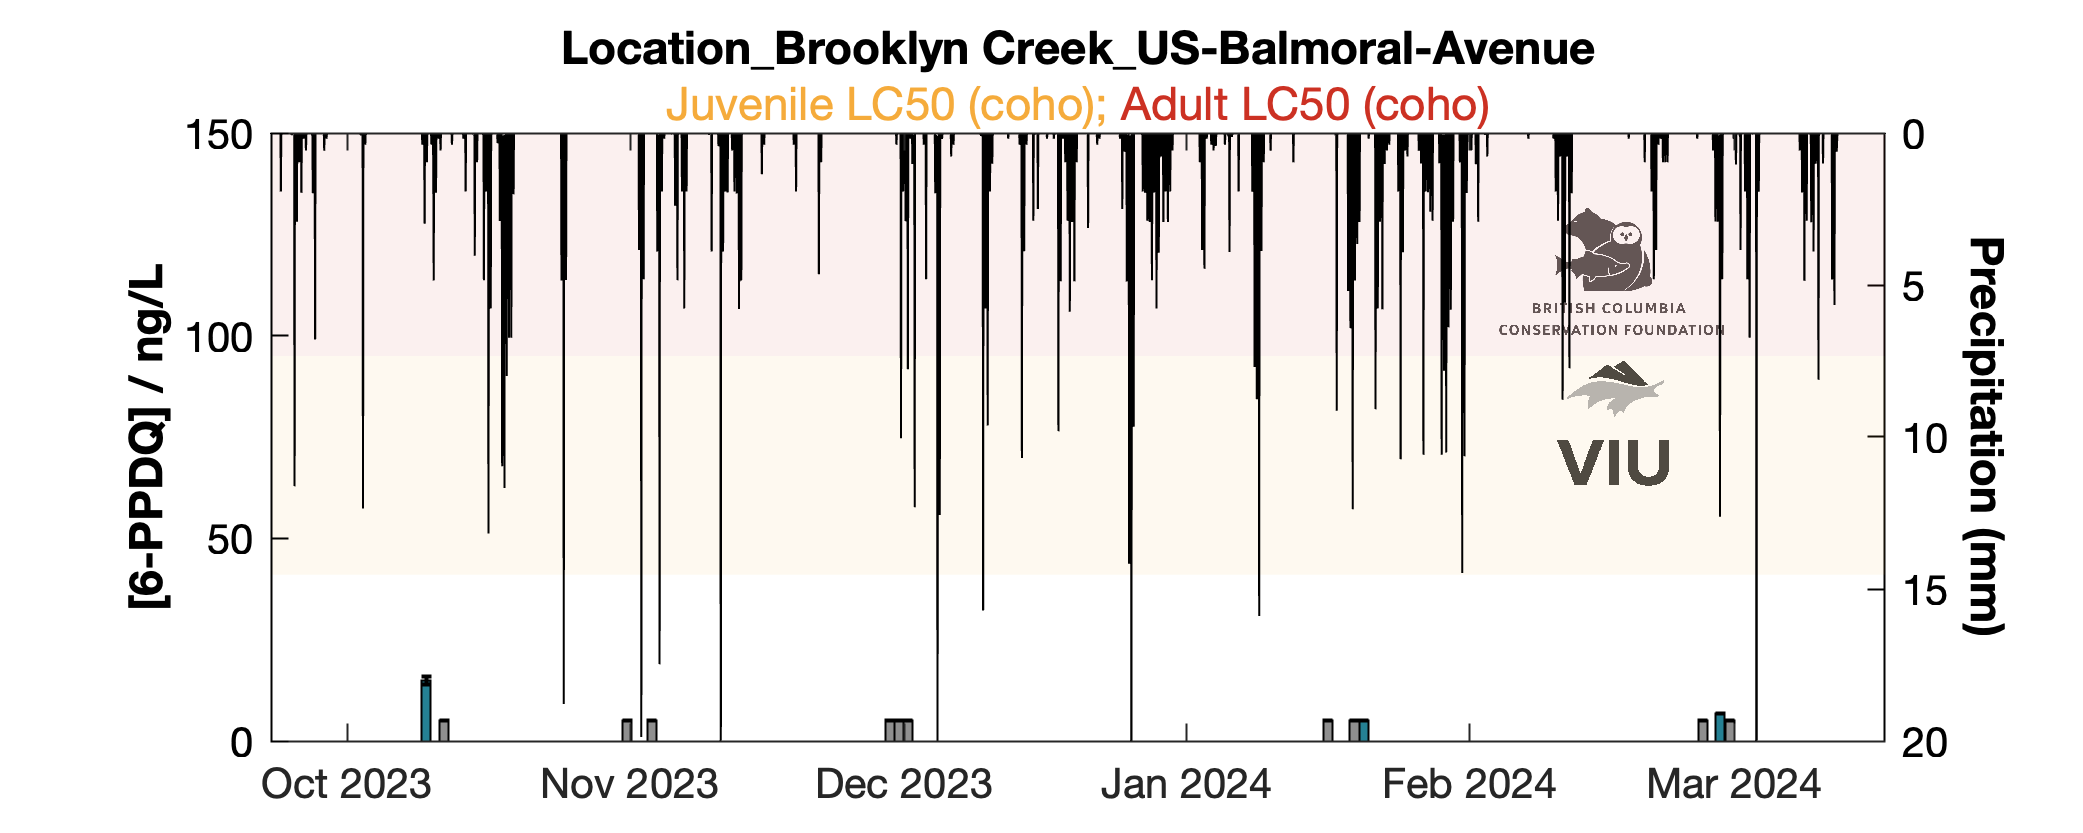 Location_Brooklyn Creek_US-Balmoral-Avenue
Juvenile LC50 (coho); Adult LC50 (coho)
150
100
50
0
[6-PPDQ] / ng/L
0
5
10
15
20
Precipitation (mm)
BRITISH COLUMBIA
CONSERVATION FOUNDATION
VIU
Oct 2023
Nov 2023
Dec 2023
Jan 2024
Feb 2024
Mar 2024